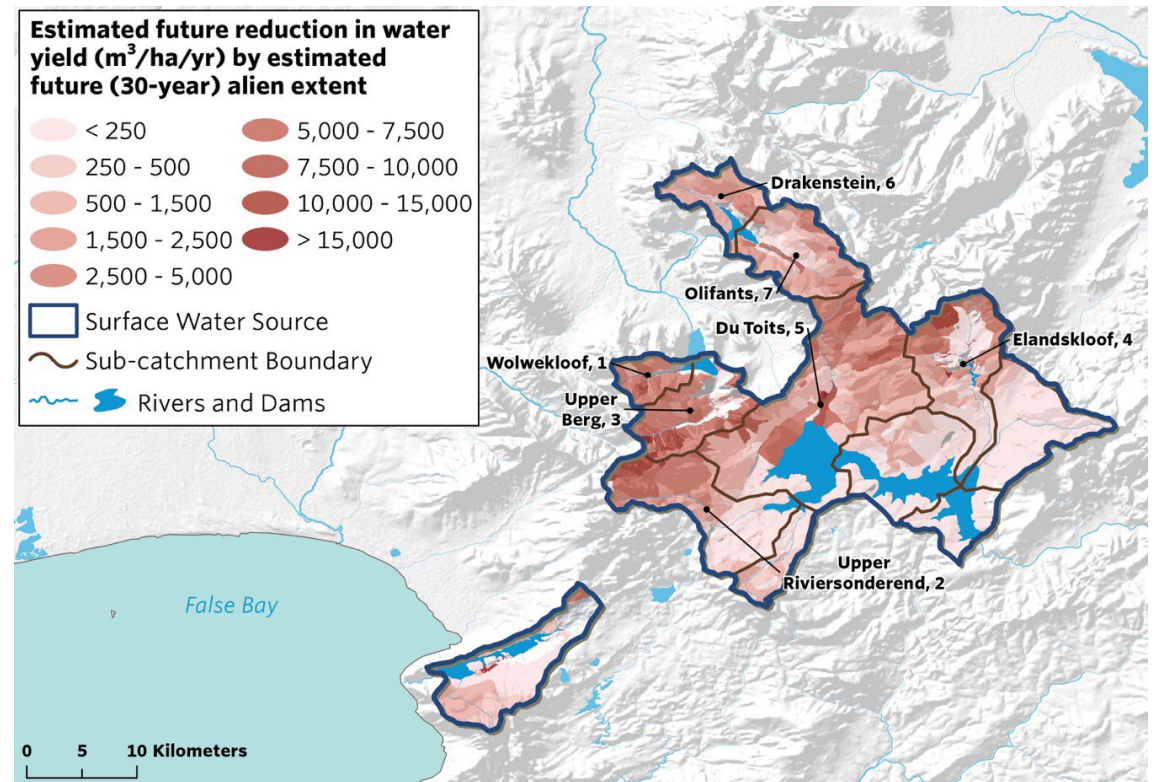 Estimated future reduction in water
yield (m³/ha/yr) by estimated
future (30-year) alien extent
< 250
250 - 500
500 - 1,500
1,500 - 2,500
2,500 - 5,000
5,000 - 7,500
7,500 - 10,000
10,000 - 15,000
> 15,000
Surface Water Source
Sub-catchment Boundary
Rivers and Dams
Drakenstein, 6
Olifants, 7
Du Toits, 5
Elandskloof, 4
Wolwekloof, 1
Upper
Berg, 3
Upper
Riviersonderend, 2
False Bay
0 5 10 Kilometers